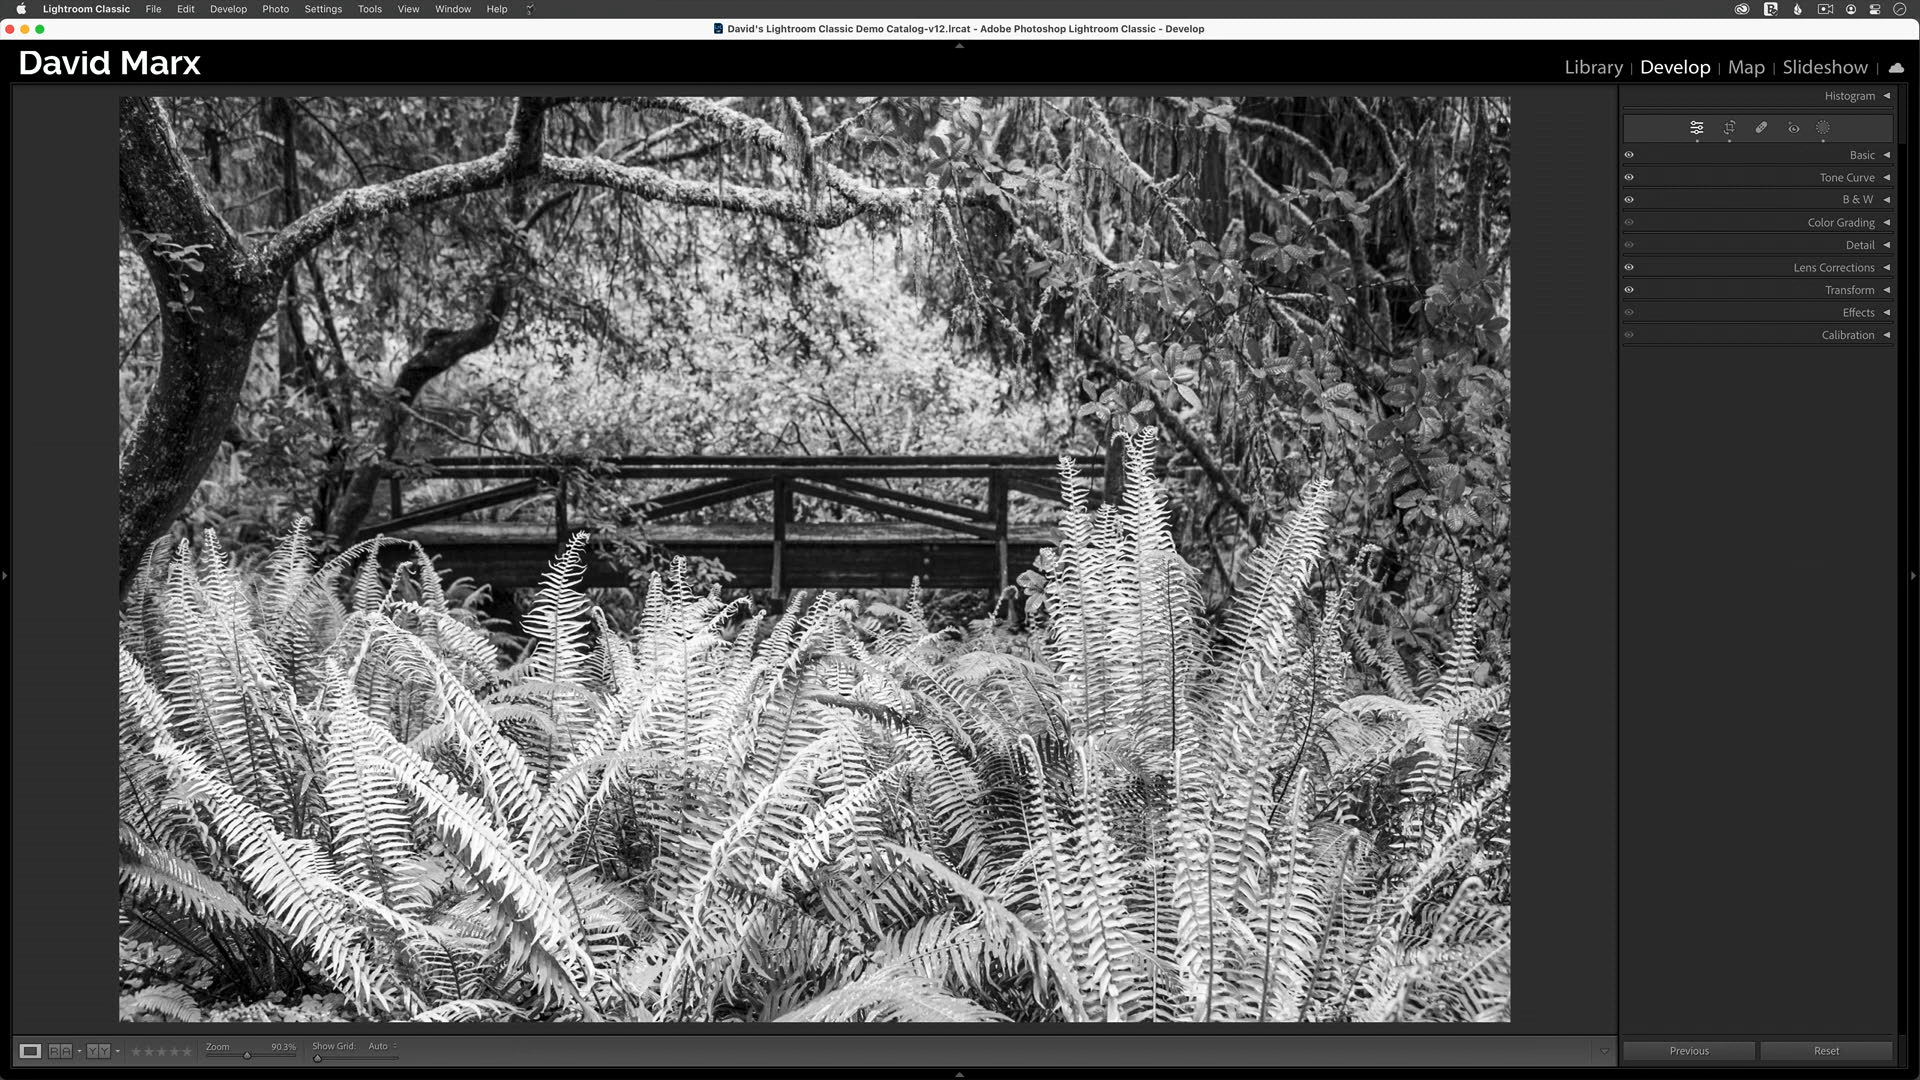 Lightroom Classic File Edit Develop Photo Settings Tools View Window Help
David's Lightroom Classic Demo Catalog-v12.lrcat - Adobe Photoshop Lightroom Classic - Develop
David Marx
Library | Develop | Map | Slideshow |
Histogram
Basic
Tone Curve
B & W
Color Grading
Detail
Lens Corrections
Transform
Effects
Calibration
R A Y Y Zoom 90.3% Show Grid: Auto
Previous Reset